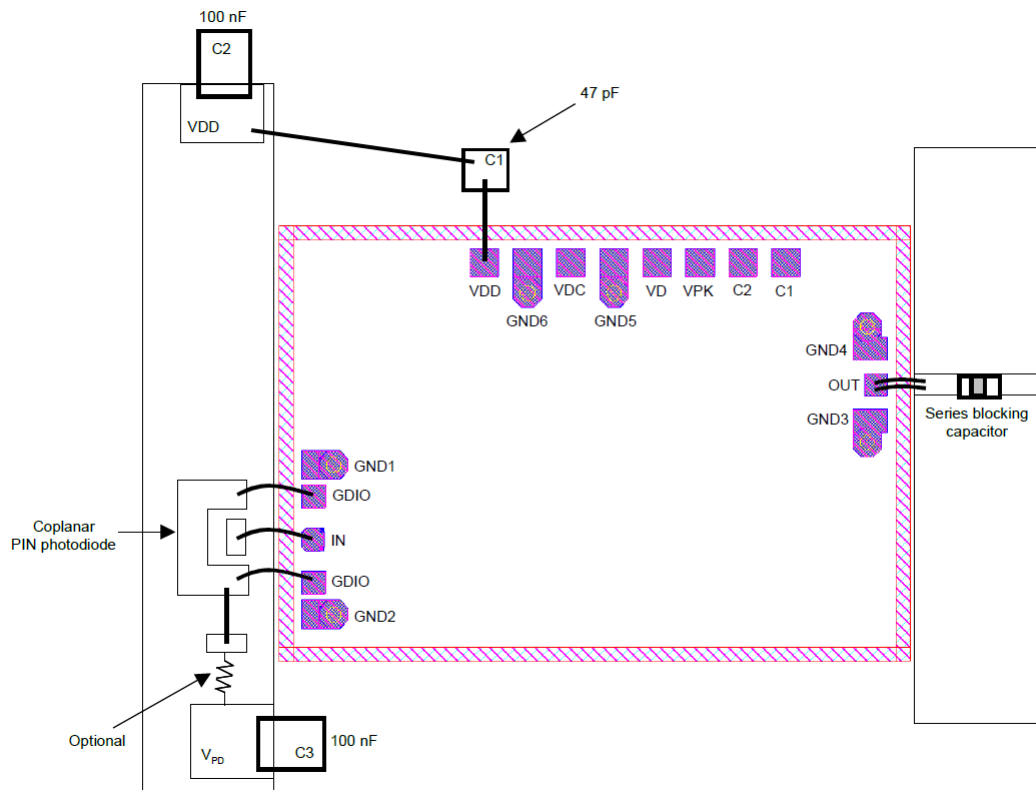 100 nF
C2
VDD
47 pF
C1
VDD
GND6
VDC
GND5
VD
VPK
C2
C1
GND4
OUT
GND3
Series blocking
capacitor
GND1
GDIO
IN
GDIO
GND2
Coplanar
PIN photodiode
Optional
VPD
C3
100 nF